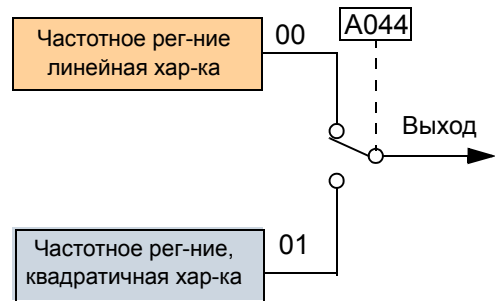 Частотное рег-ние
линейная хар-ка
00
A044
Выход
Частотное рег-ние,
квадратичная хар-ка
01